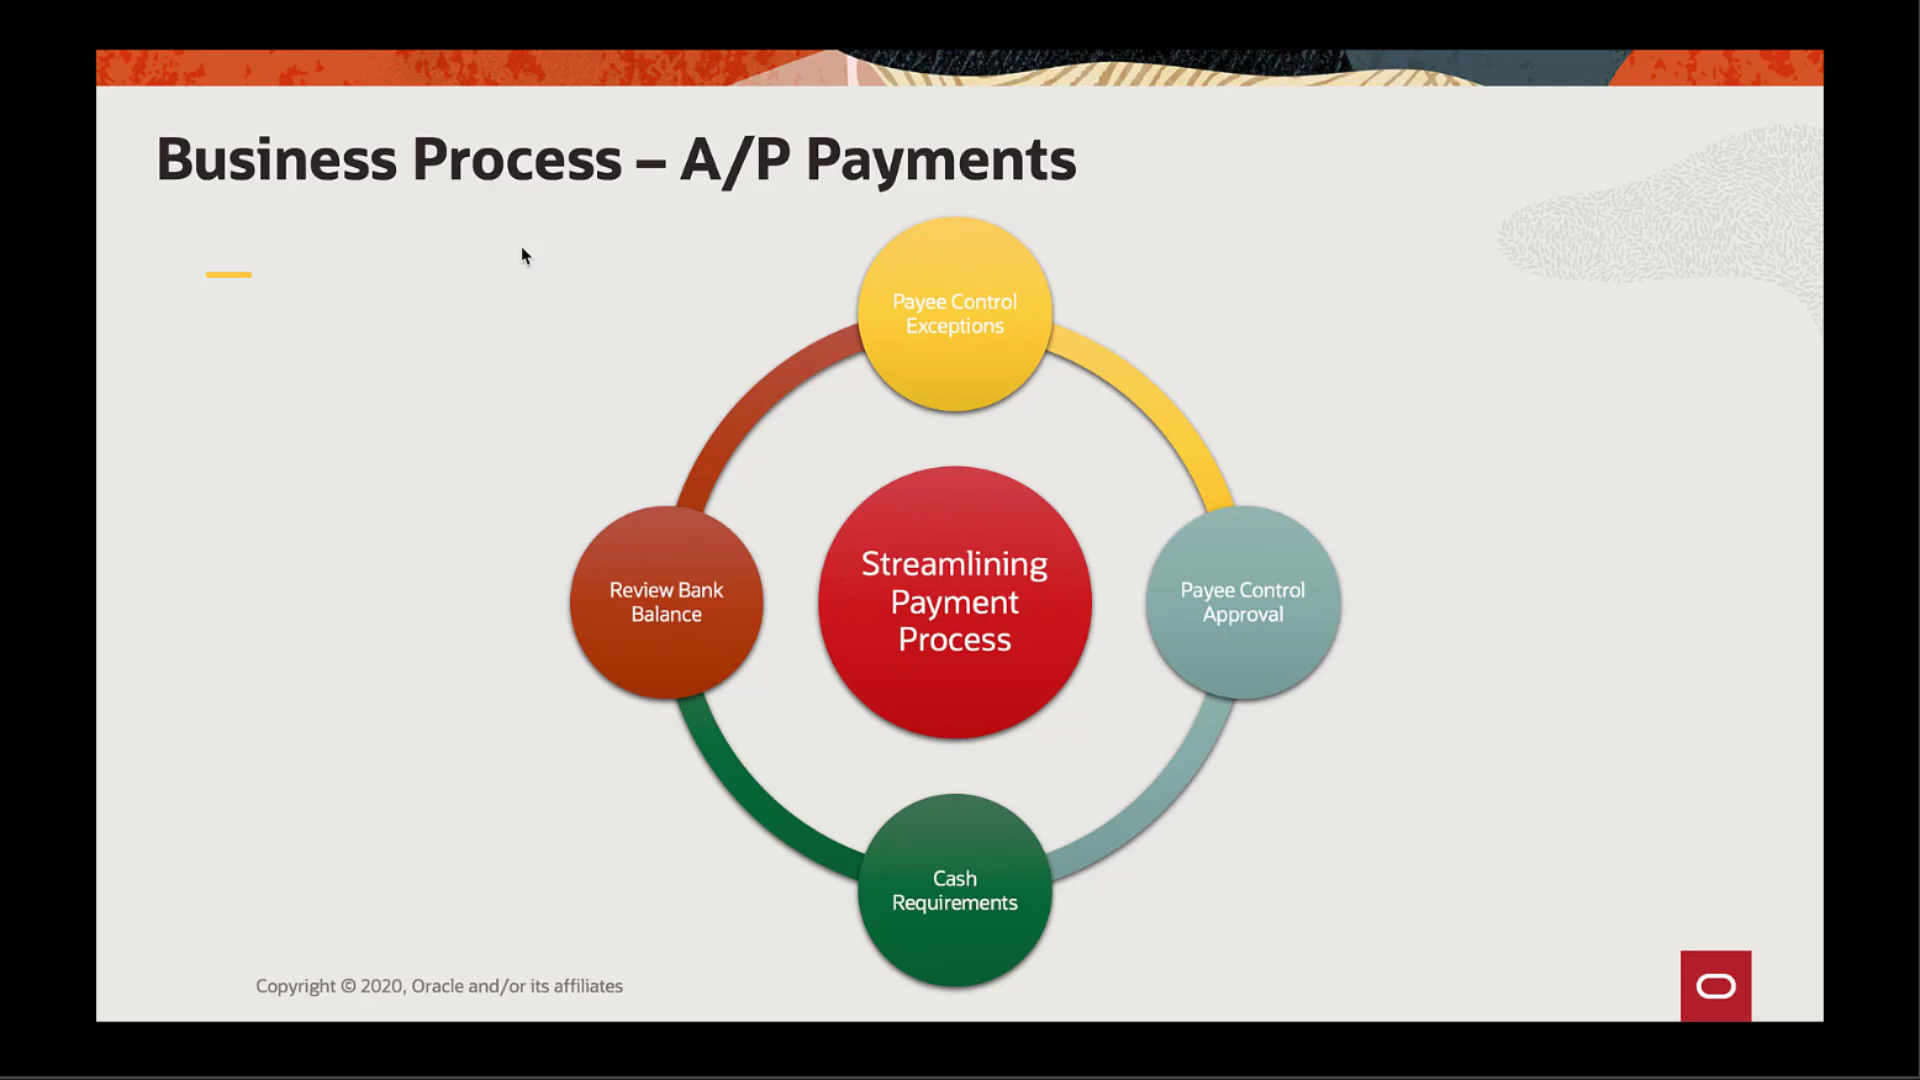 Business Process – A/P Payments
Payee Control
Exceptions
Review Bank
Balance
Streamlining
Payment
Process
Payee Control
Approval
Cash
Requirements
Copyright © 2020, Oracle and/or its affiliates